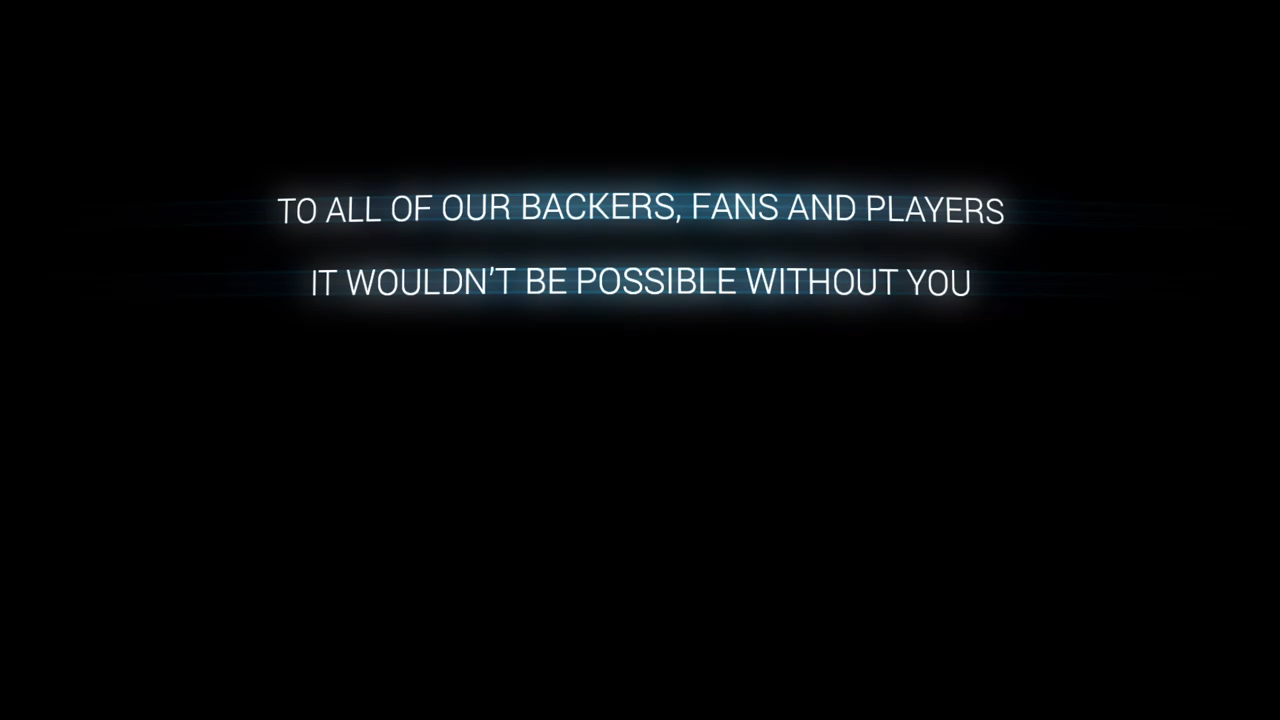 TO ALL OF OUR BACKERS, FANS AND PLAYERS
IT WOULDN’T BE POSSIBLE WITHOUT YOU